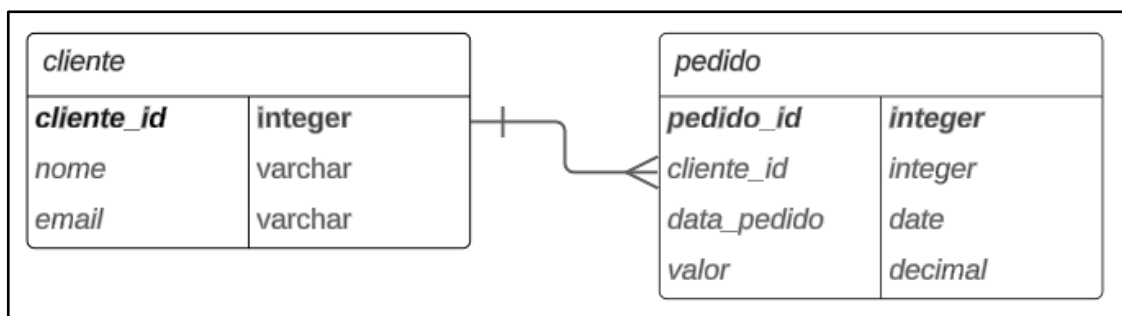 cliente
cliente_id integer
nome varchar
email varchar
pedido
pedido_id integer
cliente_id integer
data_pedido date
valor decimal